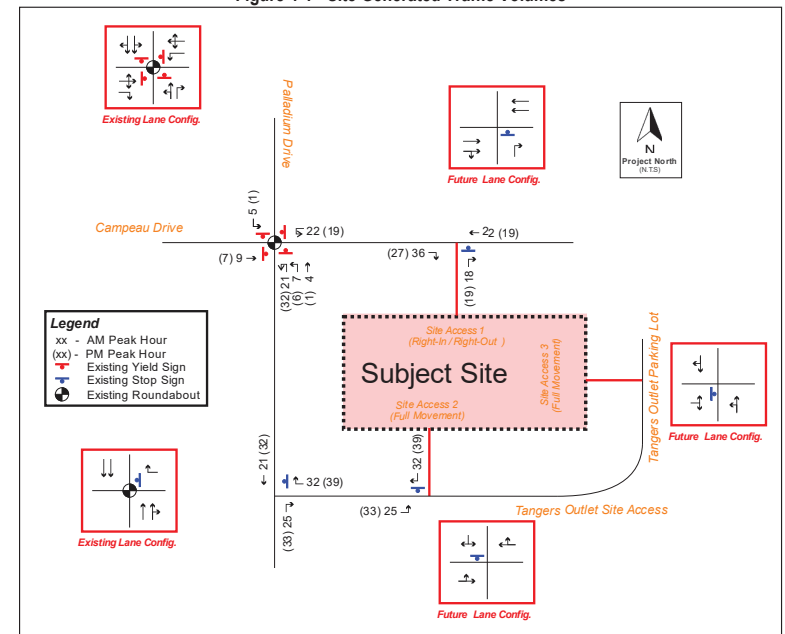 Figure 4-4 - Site Generated Traffic Volumes
Existing Lane Config.
Palladium Drive
Future Lane Config.
N
Project North
(N.T.S)
Campeau Drive
5 (1)
22 (19)
22 (19)
(7) 9
(27) 36
(32) 21
(6) 7
(1) 4
(19) 18
Legend
xx - AM Peak Hour
(xx) - PM Peak Hour
Existing Yield Sign
Existing Stop Sign
Existing Roundabout
Site Access 1
(Right-In / Right-Out )
Subject Site
Site Access 2
(Full Movement)
Site Access 3
(Full Movement)
Tangers Outlet Parking Lot
Future Lane Config.
21 (32)
32 (39)
32 (39)
(33) 25
(33) 25
Tangers Outlet Site Access
Existing Lane Config.
Future Lane Config.